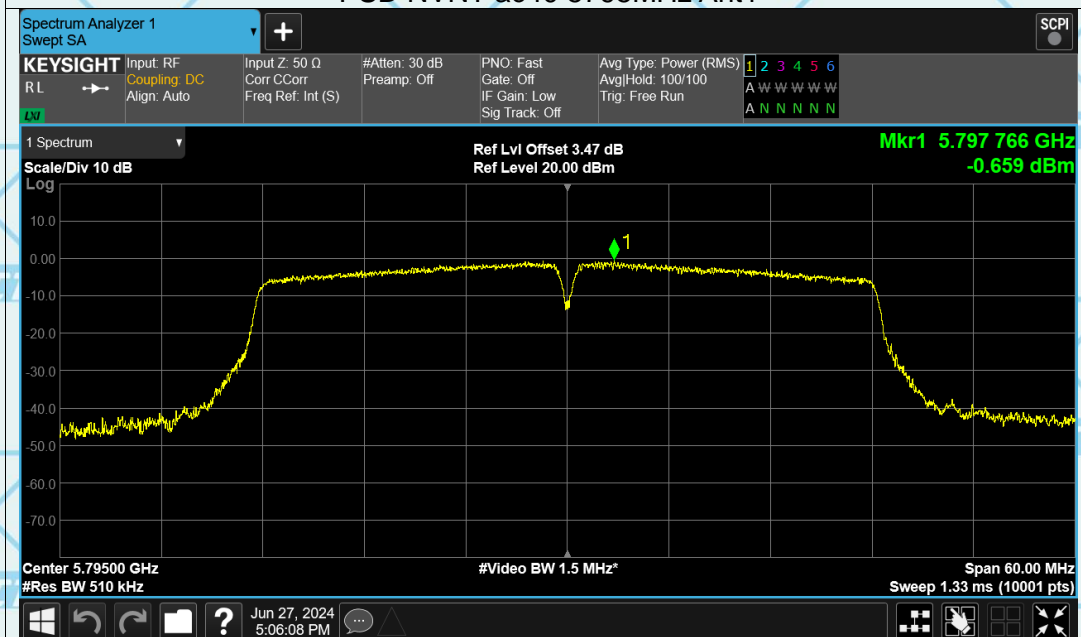 Spectrum Analyzer 1
Swept SA
+
SCPI
KEYSIGHT
RL
LXI
Input: RF
Coupling: DC
Align: Auto
Input Z: 50 Ω
Corr CCorr
Freq Ref: Int (S)
#Atten: 30 dB
Preamp: Off
PNO: Fast
Gate: Off
IF Gain: Low
Sig Track: Off
Avg Type: Power (RMS)
Avg|Hold: 100/100
Trig: Free Run
1 2 3 4 5 6
A W W W W W
A N N N N N
1 Spectrum
Scale/Div 10 dB
Log
Ref Lvl Offset 3.47 dB
Ref Level 20.00 dBm
Mkr1 5.797 766 GHz
-0.659 dBm
10.0
0.00
-10.0
-20.0
-30.0
-40.0
-50.0
-60.0
-70.0
1
Center 5.79500 GHz
#Res BW 510 kHz
#Video BW 1.5 MHz*
Span 60.00 MHz
Sweep 1.33 ms (10001 pts)
?
Jun 27, 2024
5:06:08 PM